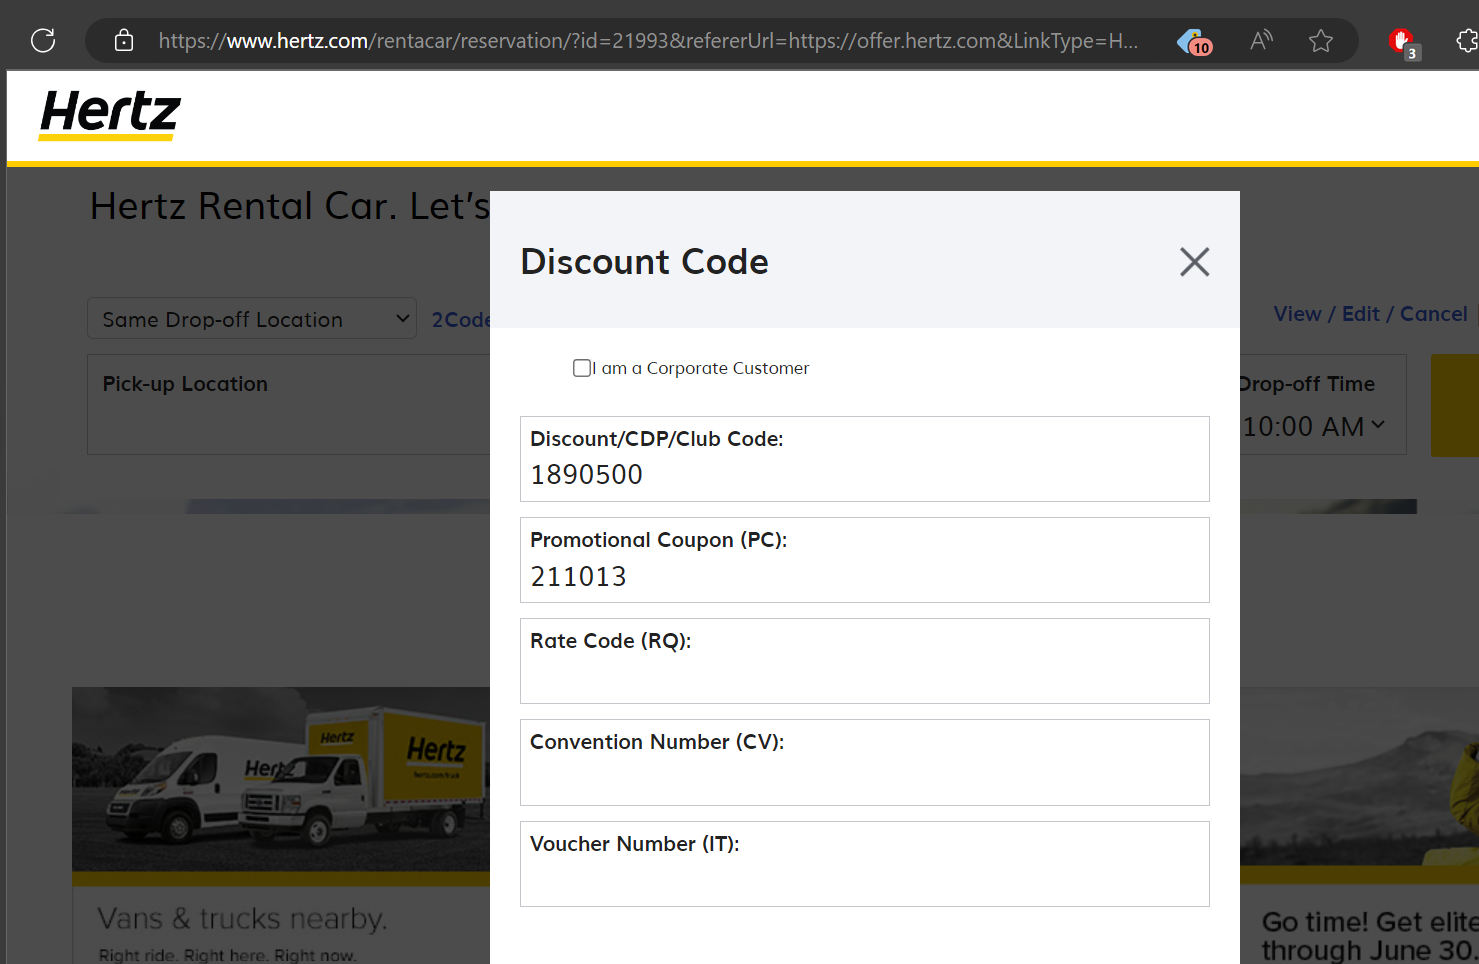 https://www.hertz.com/rentacar/reservation/?id=21993&refererUrl=https://offer.hertz.com&LinkType=H...
10
A
3
Hertz
Hertz Rental Car. Let's
Discount Code
Same Drop-off Location
2Code
View / Edit / Cancel
I am a Corporate Customer
Pick-up Location
Drop-off Time
10:00 AM
Discount/CDP/Club Code:
1890500
Promotional Coupon (PC):
211013
Rate Code (RQ):
Convention Number (CV):
Voucher Number (IT):
Hertz
Hertz
Hertz
Vans & trucks nearby.
Right ride. Right here. Right now.
Go time! Get elite
through June 30.